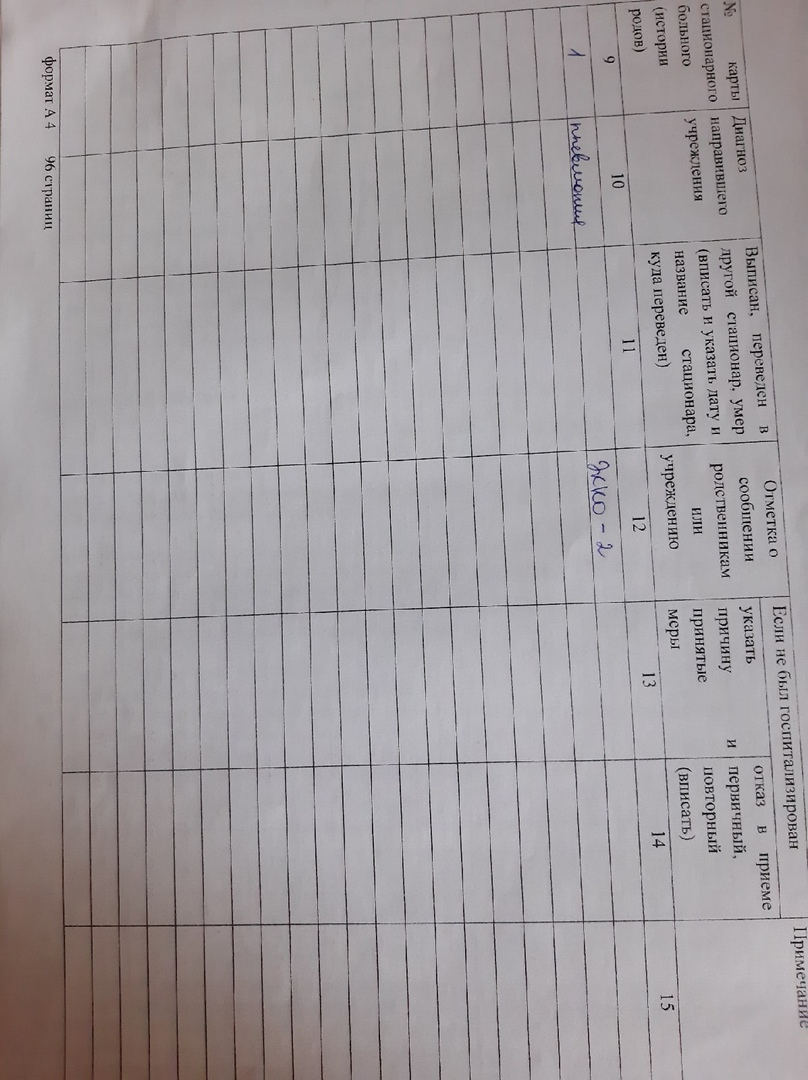 № карты
стационарного
больного
(истории
родов)
Диагноз
направившего
учреждения
Выписан, переведен в
другой стационар, умер
(вписать и указать дату и
название стационара,
куда переведен)
Отметка о
сообщении
родственникам
или
учреждению
Если не был госпитализирован
указать
причину и
принятые
меры
отказ в приеме
первичный,
повторный
(вписать)
Примечание
9 10 11 12 13 14 15
1 пневмония
ЭККО - 2
формат А 4 96 страниц